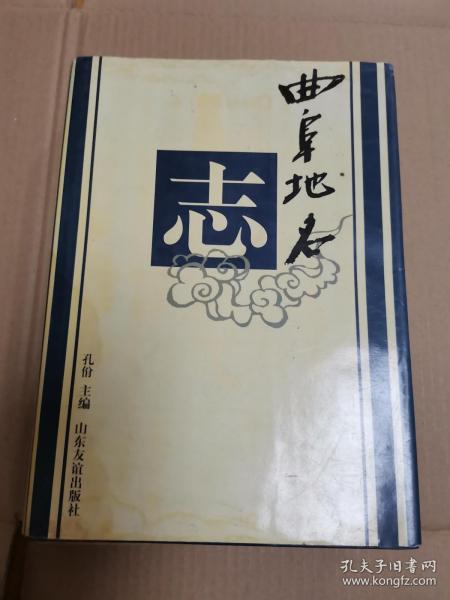 曲阜地名
志
孔份 主编 山东友谊出版社
孔夫子旧书网
www.kongfz.com